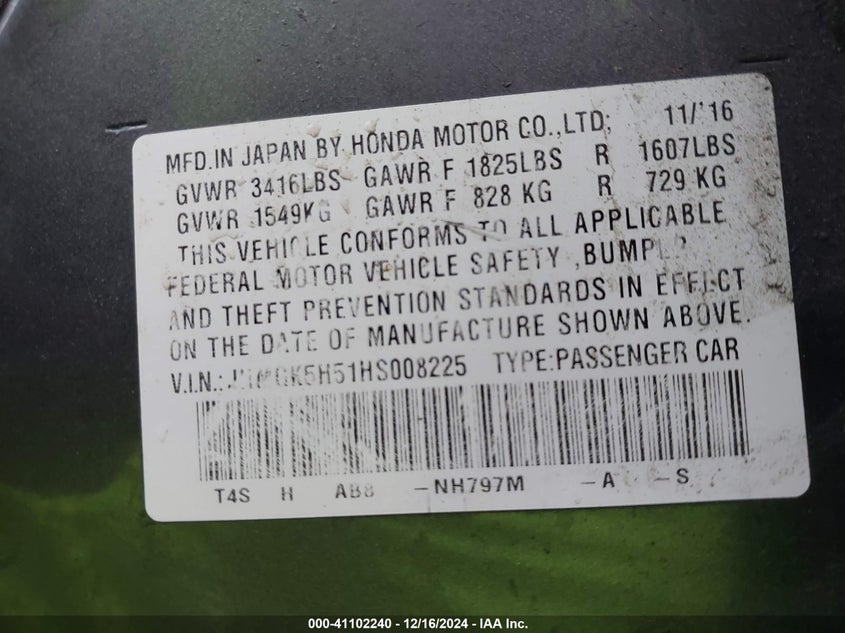 MFD.IN JAPAN BY HONDA MOTOR CO.,LTD; 11/'16
GVWR 3416LBS GAWR F 1825LBS R 1607LBS
GVWR 1549KG GAWR F 828 KG R 729 KG
THIS VEHICLE CONFORMS TO ALL APPLICABLE
FEDERAL MOTOR VEHICLE SAFETY ,BUMPER
AND THEFT PREVENTION STANDARDS IN EFFECT
ON THE DATE OF MANUFACTURE SHOWN ABOVE.
V.I.N.: TYPE:PASSENGER CAR
T4S H AB8 -NH797M -A -S
000-41102240 - 12/16/2024 - IAA Inc.